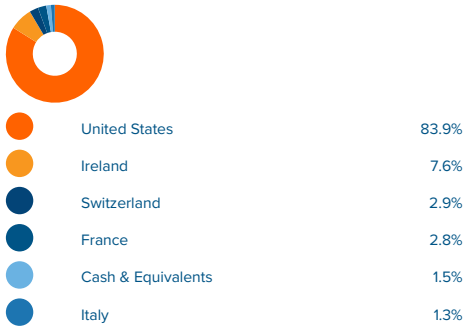 United States 83.9%
Ireland 7.6%
Switzerland 2.9%
France 2.8%
Cash & Equivalents 1.5%
Italy 1.3%